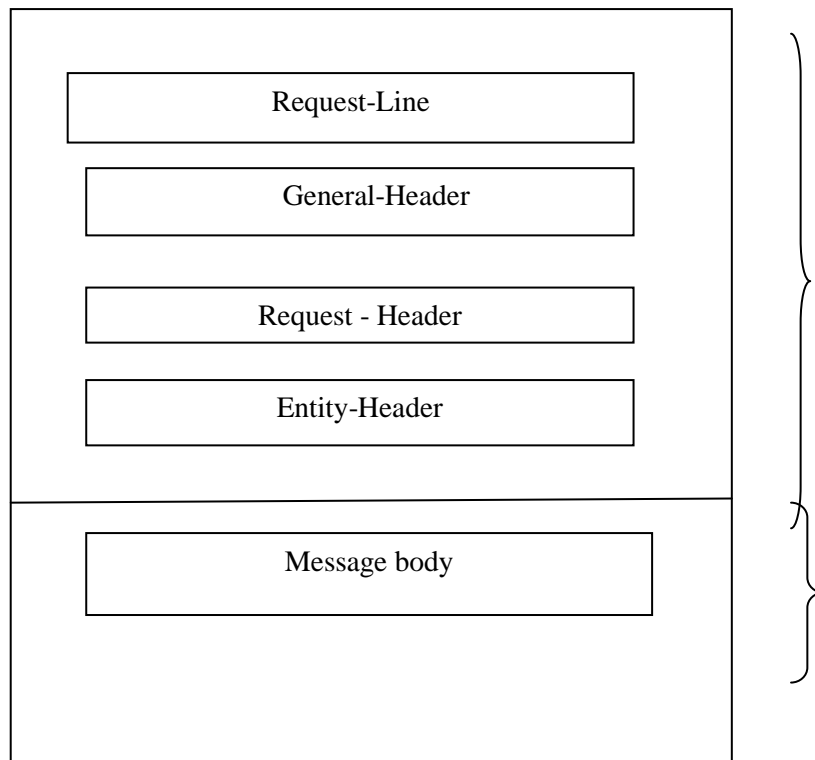 Request-Line
General-Header
Request - Header
Entity-Header
Message body